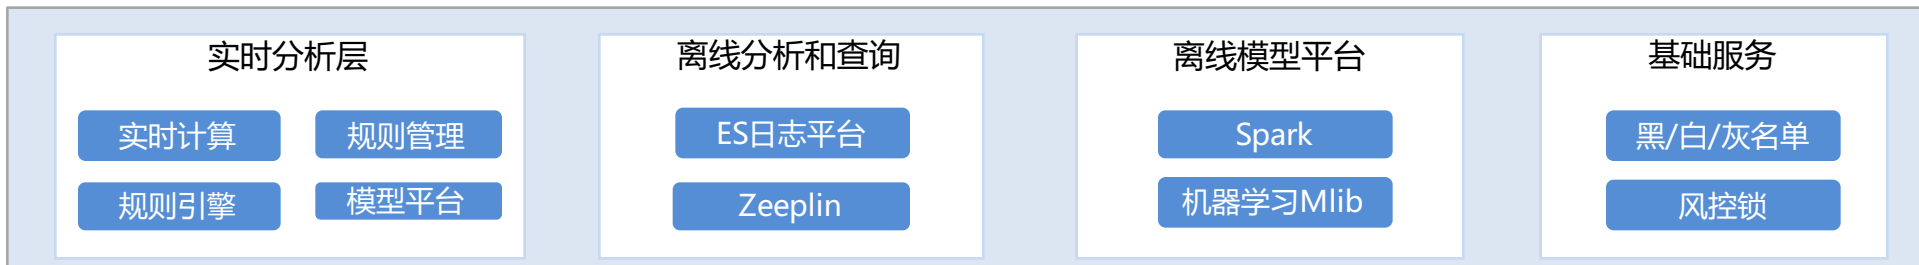 实时分析层
实时计算 规则管理
规则引擎 模型平台
离线分析和查询
ES日志平台
Zeeplin
离线模型平台
Spark
机器学习Mlib
基础服务
黑/白/灰名单
风控锁